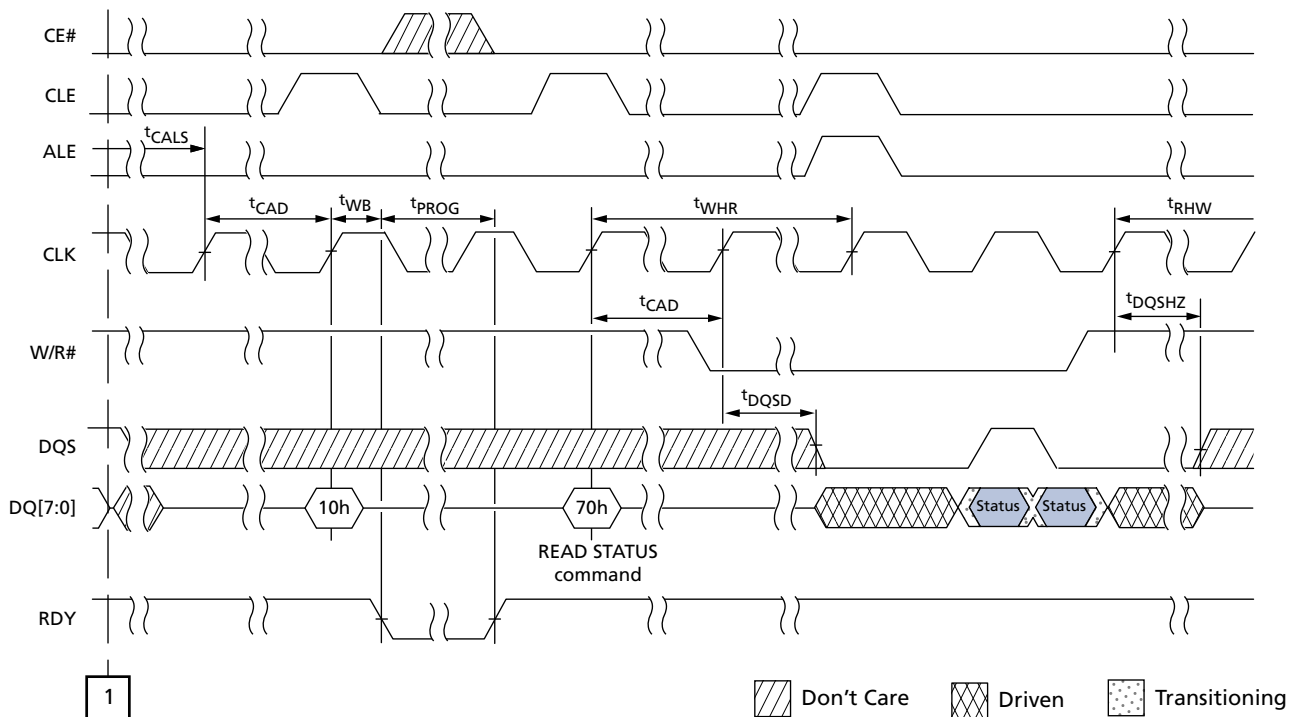 CE#
CLE
tCALS
ALE
tCAD tWB tPROG tWHR tRHW
CLK
tCAD tDQSHZ
W/R#
tDQSD
DQS
DQ[7:0] 10h 70h Status Status
READ STATUS
command
RDY
1 Don't Care Driven Transitioning